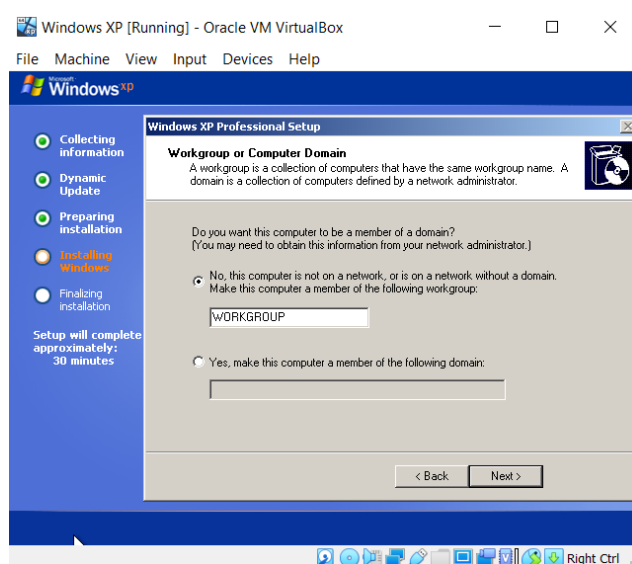 Windows XP [Running] - Oracle VM VirtualBox
File Machine View Input Devices Help
Microsoft
Windows xp
Collecting
information
Dynamic
Update
Preparing
installation
Installing
Windows
Finalizing
installation
Setup will complete
approximately:
30 minutes
Windows XP Professional Setup
Workgroup or Computer Domain
A workgroup is a collection of computers that have the same workgroup name. A
domain is a collection of computers defined by a network administrator.
Do you want this computer to be a member of a domain?
(You may need to obtain this information from your network administrator.)
No, this computer is not on a network, or is on a network without a domain.
Make this computer a member of the following workgroup:
WORKGROUP
Yes, make this computer a member of the following domain:
< Back Next >
Right Ctrl